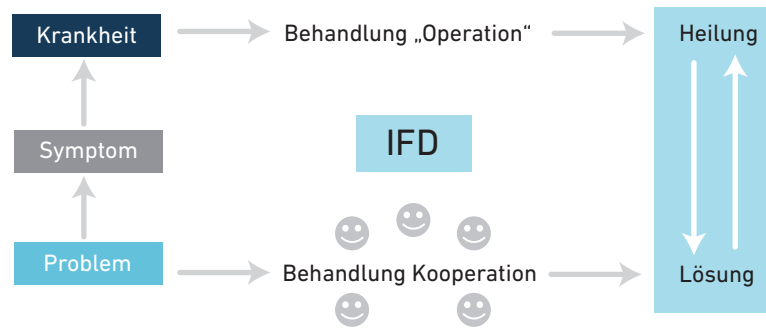 Krankheit
Behandlung „Operation“
Heilung
Symptom
IFD
Problem
Behandlung Kooperation
Lösung